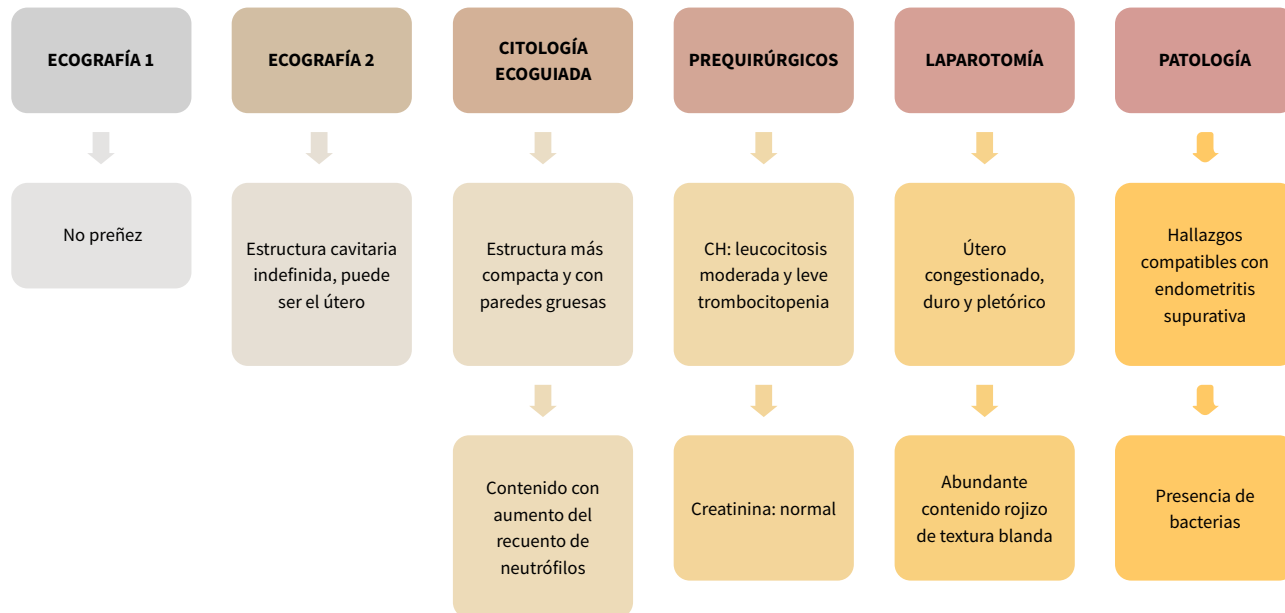 ECOGRAFÍA 1
No preñez
ECOGRAFÍA 2
Estructura cavitaria
indefinida, puede
ser el útero
CITOLOGÍA
ECOGUIADA
Estructura más
compacta y con
paredes gruesas
Contenido con
aumento del
recuento de
neutrófilos
PREQUIRÚRGICOS
CH: leucocitosis
moderada y leve
trombocitopenia
Creatinina: normal
LAPAROTOMÍA
Útero
congestionado,
duro y pletórico
Abundante
contenido rojizo
de textura blanda
PATOLOGÍA
Hallazgos
compatibles con
endometritis
supurativa
Presencia de
bacterias